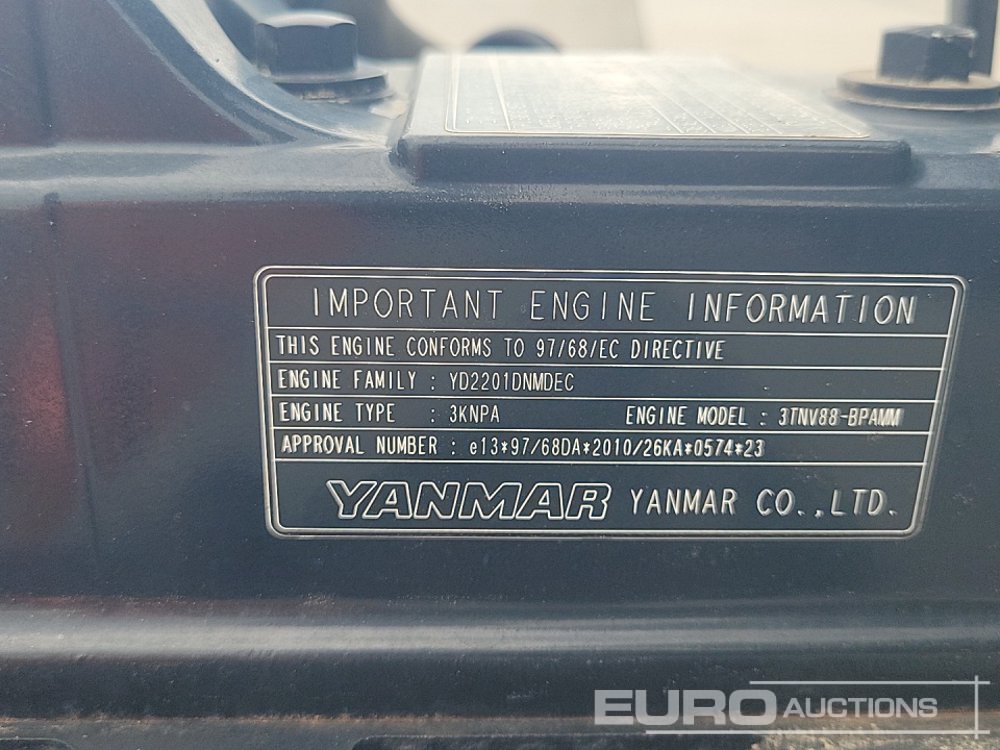 IMPORTANT ENGINE INFORMATION
THIS ENGINE CONFORMS TO 97/68/EC DIRECTIVE
ENGINE FAMILY : YD2201DNMDEC
ENGINE TYPE : 3KNPA ENGINE MODEL : 3TNV88-BPAMM
APPROVAL NUMBER : e13*97/68DA*2010/26KA*0574*23
YANMAR YANMAR CO.,LTD.
EURO AUCTIONS